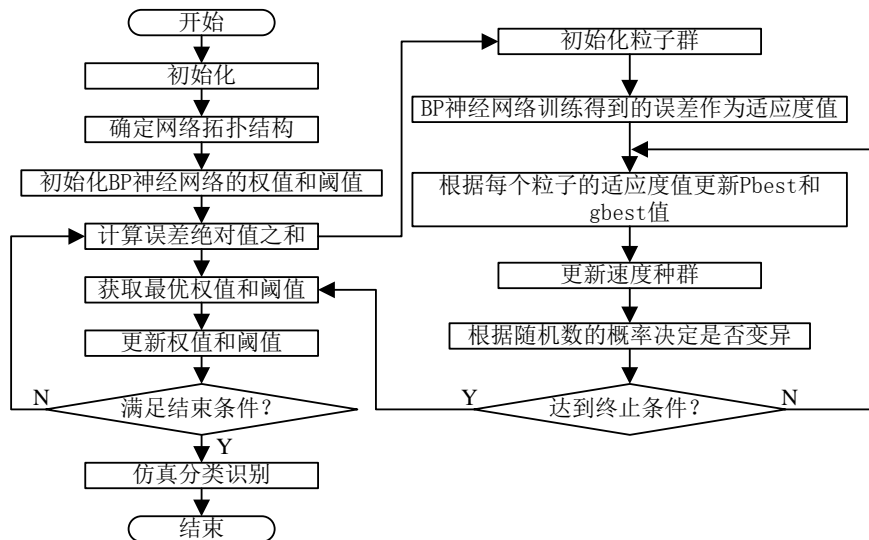 开始
初始化
确定网络拓扑结构
初始化BP神经网络的权值和阈值
计算误差绝对值之和
获取最优权值和阈值
更新权值和阈值
N
满足结束条件？
Y
仿真分类识别
结束
初始化粒子群
BP神经网络训练得到的误差作为适应度值
根据每个粒子的适应度值更新Pbest和
gbest值
更新速度种群
根据随机数的概率决定是否变异
Y
达到终止条件？
N